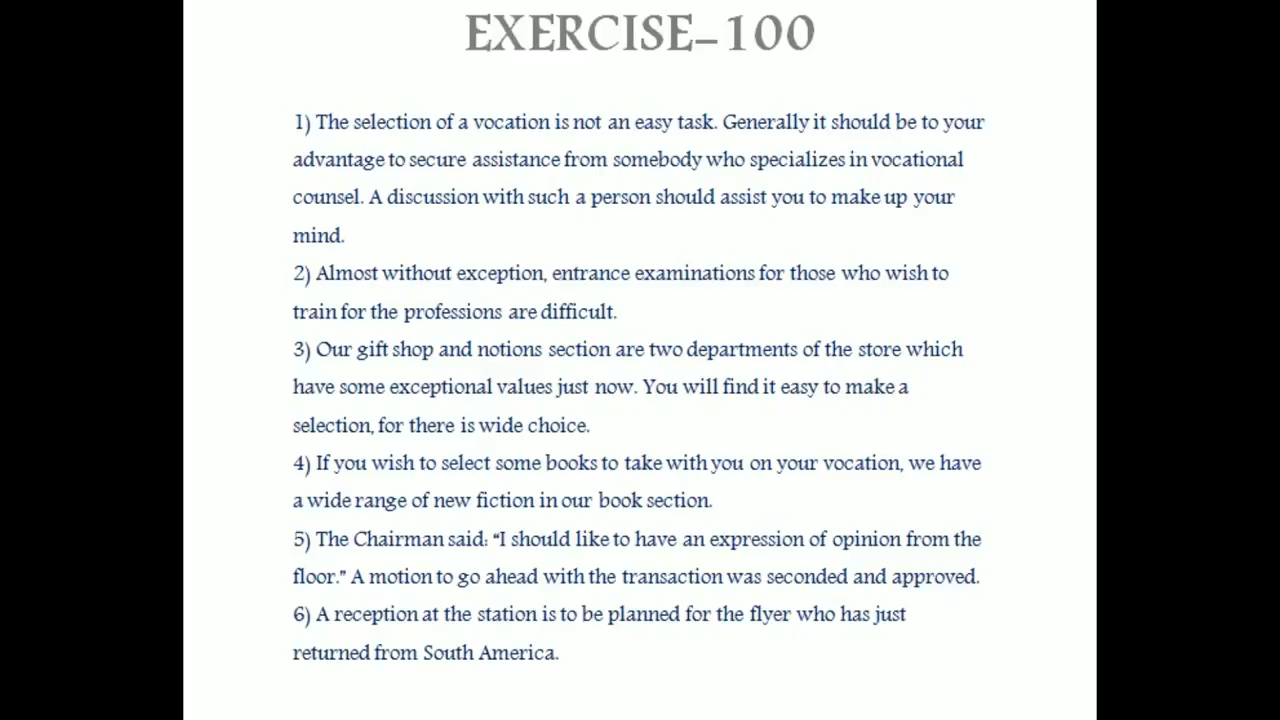 EXERCISE-100
1) The selection of a vocation is not an easy task. Generally it should be to your
advantage to secure assistance from somebody who specializes in vocational
counsel. A discussion with such a person should assist you to make up your
mind.
2) Almost without exception, entrance examinations for those who wish to
train for the professions are difficult.
3) Our gift shop and notions section are two departments of the store which
have some exceptional values just now. You will find it easy to make a
selection, for there is wide choice.
4) If you wish to select some books to take with you on your vocation, we have
a wide range of new fiction in our book section.
5) The Chairman said: “I should like to have an expression of opinion from the
floor.” A motion to go ahead with the transaction was seconded and approved.
6) A reception at the station is to be planned for the flyer who has just
returned from South America.